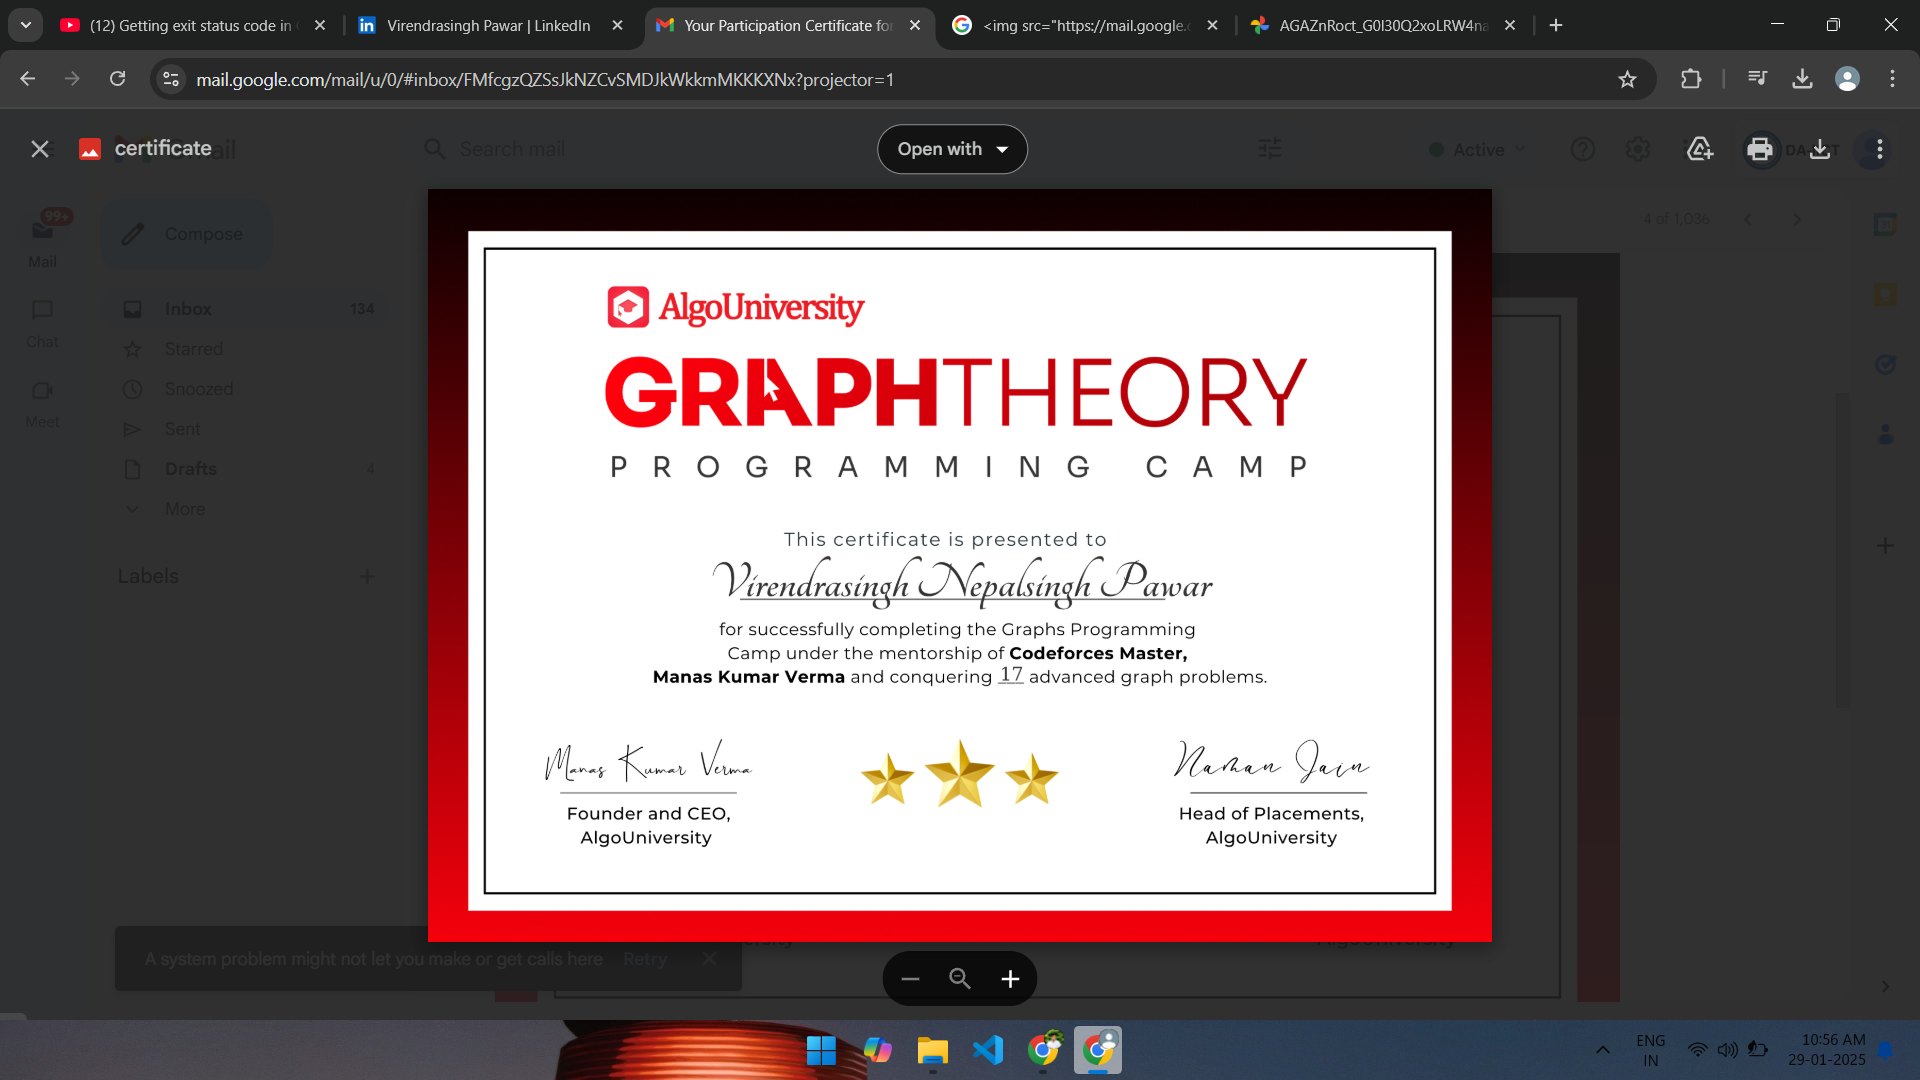 (12) Getting exit status code in
Virendrasingh Pawar | LinkedIn
Your Participation Certificate for
<img src="https://mail.google.c
AGAZnRoct_G0I30Q2xoLRW4na
mail.google.com/mail/u/0/#inbox/FMfcgzQZSsJkNZCvSMDJkWkkmMKKKXNx?projector=1
certificate
Search mail
Open with
Active
99+
Compose
4 of 1,036
Mail
Inbox 134
Chat
Starred
Snoozed
Meet
Sent
Drafts 4
More
Labels
AlgoUniversity
GRAPHTHEORY
PROGRAMMING CAMP
This certificate is presented to
Virendrasingh Nepalsingh Pawar
for successfully completing the Graphs Programming
Camp under the mentorship of Codeforces Master,
Manas Kumar Verma and conquering 17 advanced graph problems.
Manas Kumar Verma
Naman Jain
Founder and CEO,
AlgoUniversity
Head of Placements,
AlgoUniversity
A system problem might not let you make or get calls here Retry
ENG
IN
10:56 AM
29-01-2025